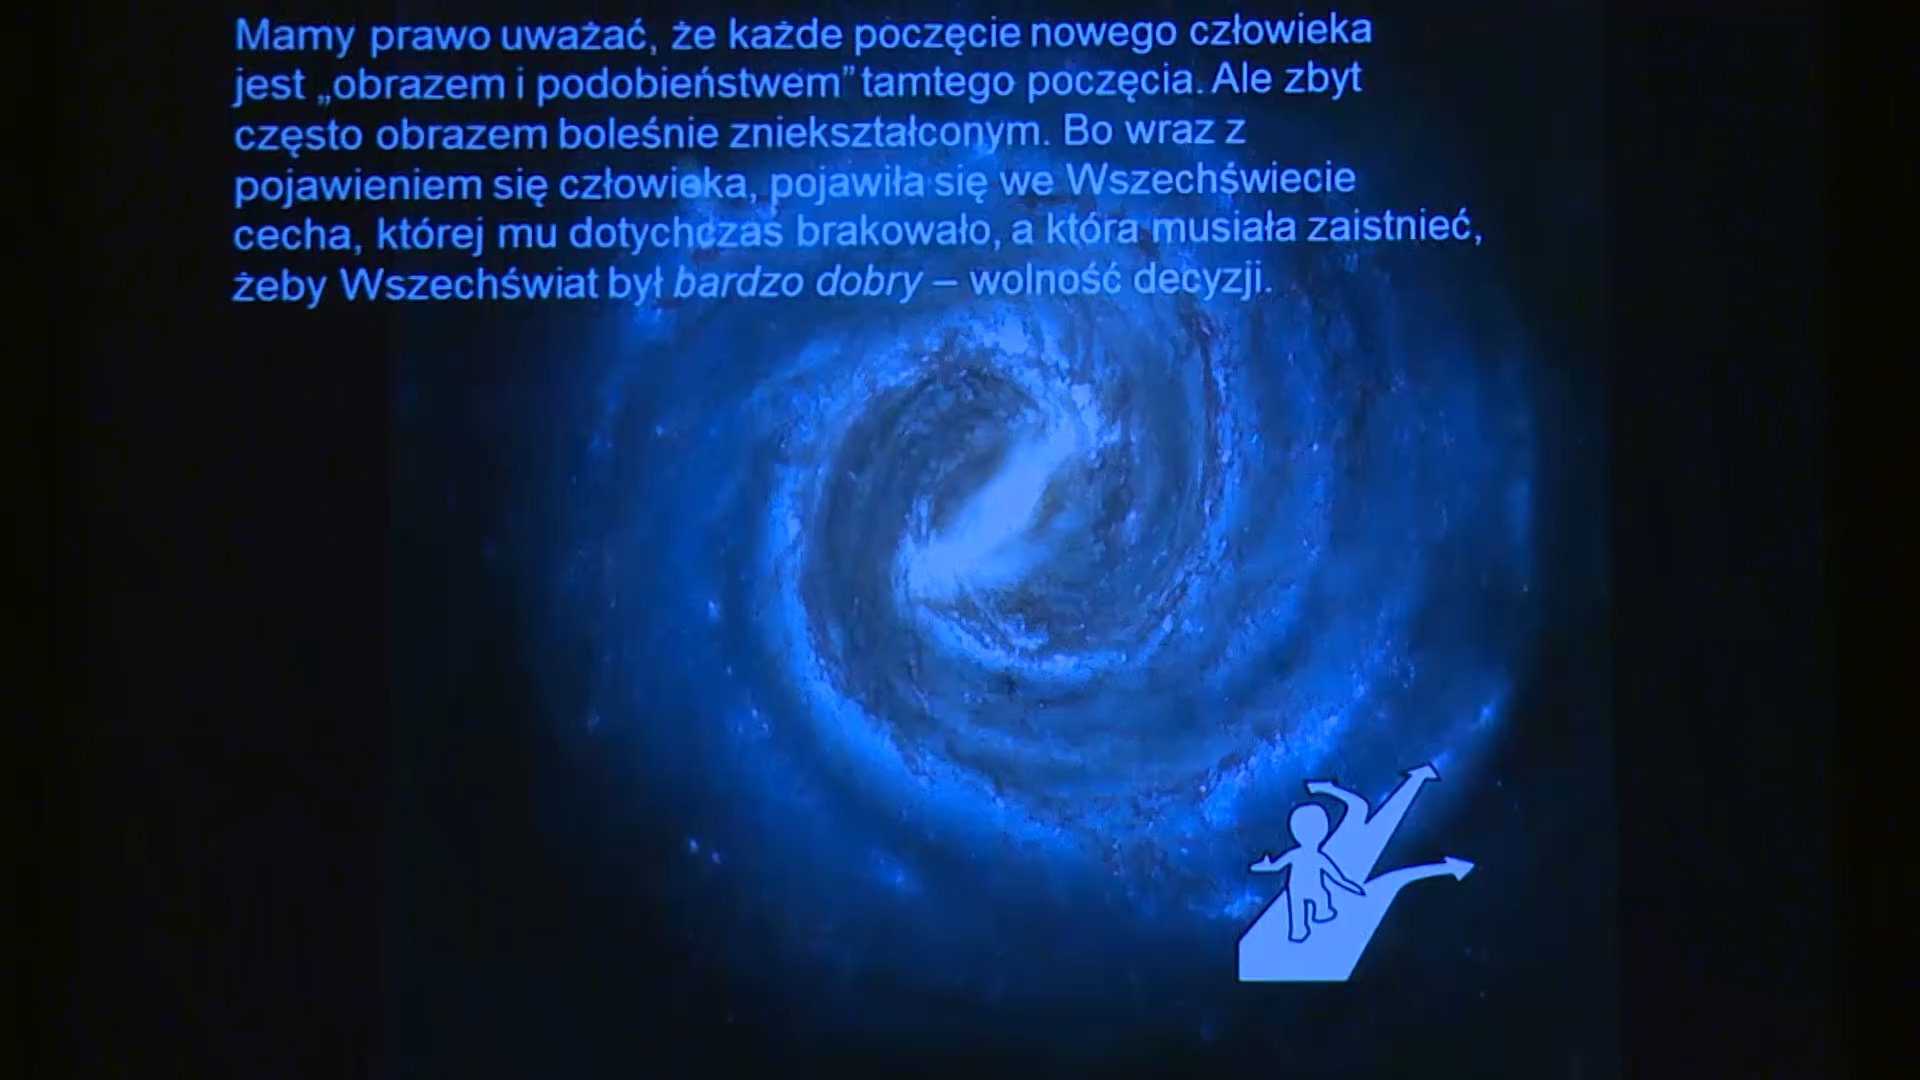 Mamy prawo uważać, że każde poczęcie nowego człowieka
jest „obrazem i podobieństwem” tamtego poczęcia. Ale zbyt
często obrazem boleśnie zniekształconym. Bo wraz z
pojawieniem się człowieka, pojawiła się we Wszechświecie
cecha, której mu dotychczas brakowało, a która musiała zaistnieć,
żeby Wszechświat był bardzo dobry – wolność decyzji.